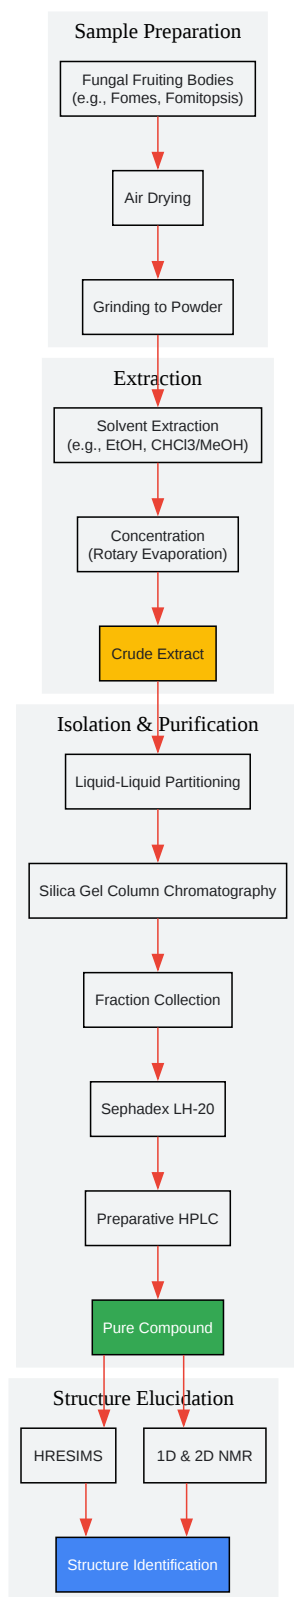 Sample Preparation
Fungal Fruiting Bodies
(e.g., Fomes, Fomitopsis)
Air Drying
Grinding to Powder
Extraction
Solvent Extraction
(e.g., EtOH, CHCl3/MeOH)
Concentration
(Rotary Evaporation)
Crude Extract
Isolation & Purification
Liquid-Liquid Partitioning
Silica Gel Column Chromatography
Fraction Collection
Sephadex LH-20
Preparative HPLC
Pure Compound
Structure Elucidation
HRESIMS
1D & 2D NMR
Structure Identification